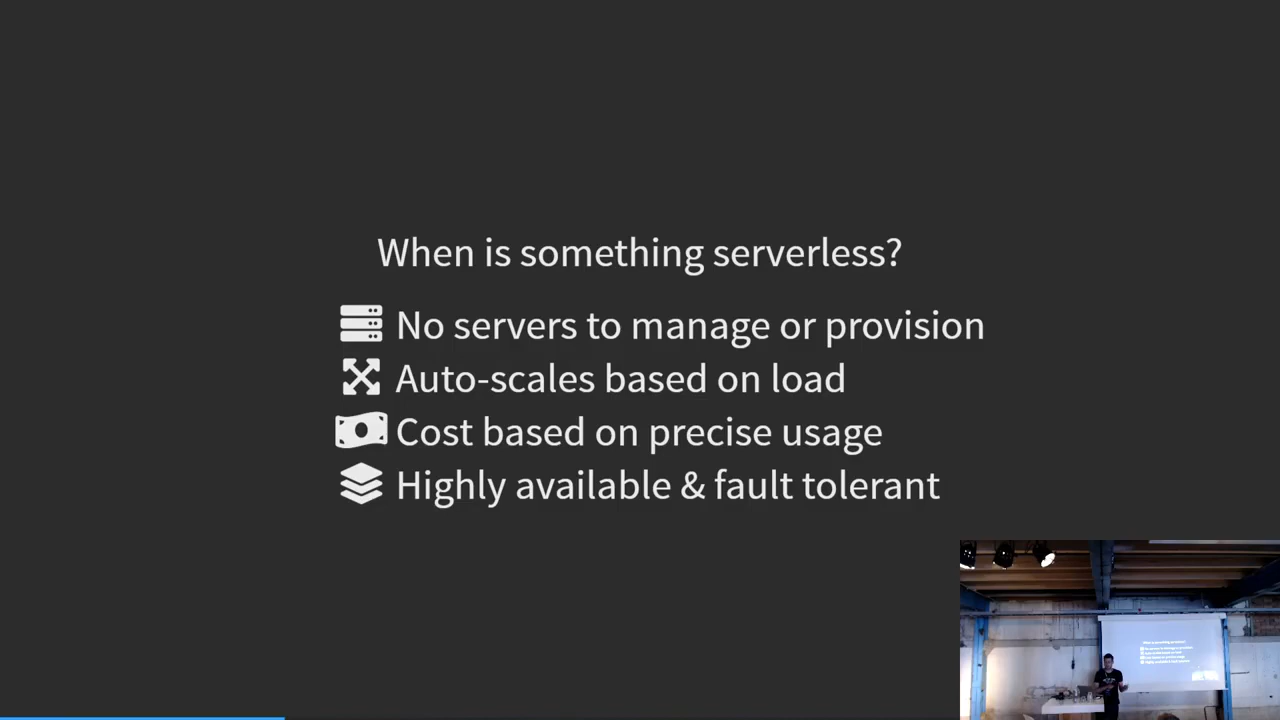 When is something serverless?
No servers to manage or provision
Auto-scales based on load
Cost based on precise usage
Highly available & fault tolerant